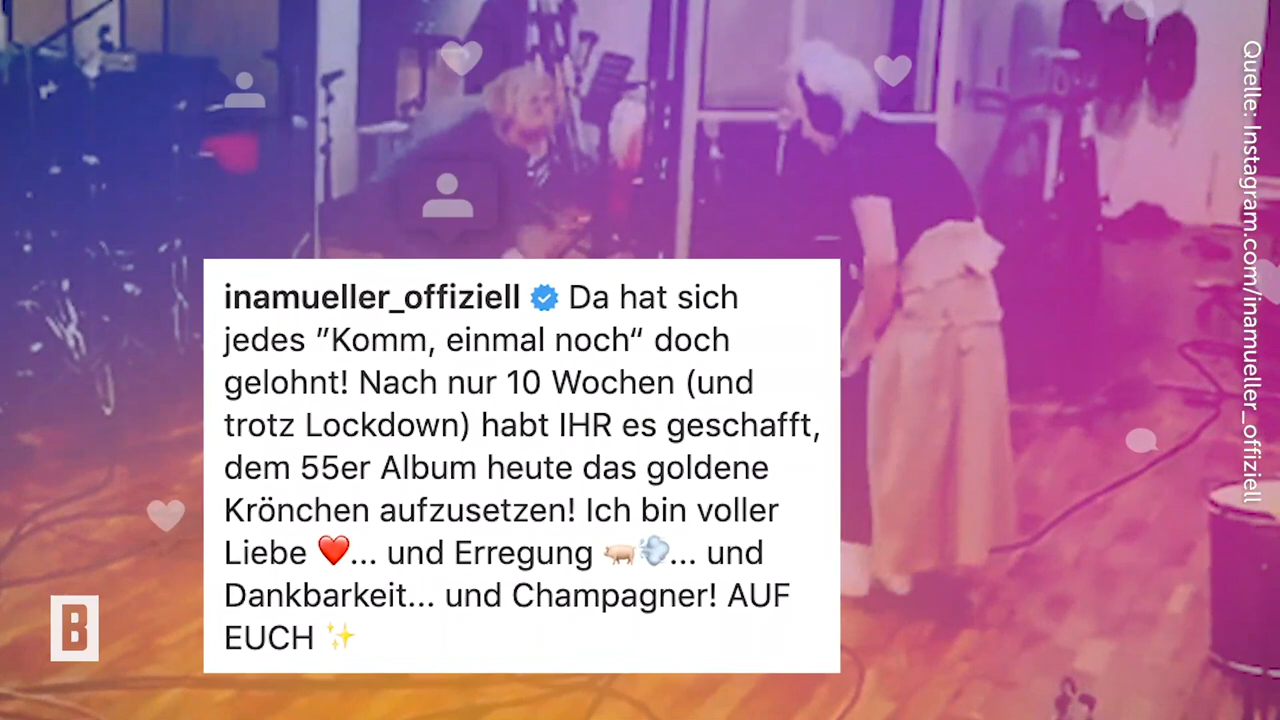 inamueller_offiziell Da hat sich
jedes ”Komm, einmal noch“ doch
gelohnt! Nach nur 10 Wochen (und
trotz Lockdown) habt IHR es geschafft,
dem 55er Album heute das goldene
Krönchen aufzusetzen! Ich bin voller
Liebe ❤️... und Erregung 🐖💨... und
Dankbarkeit... und Champagner! AUF
EUCH ✨
Quelle: Instagram.com/inamueller_offiziell
B